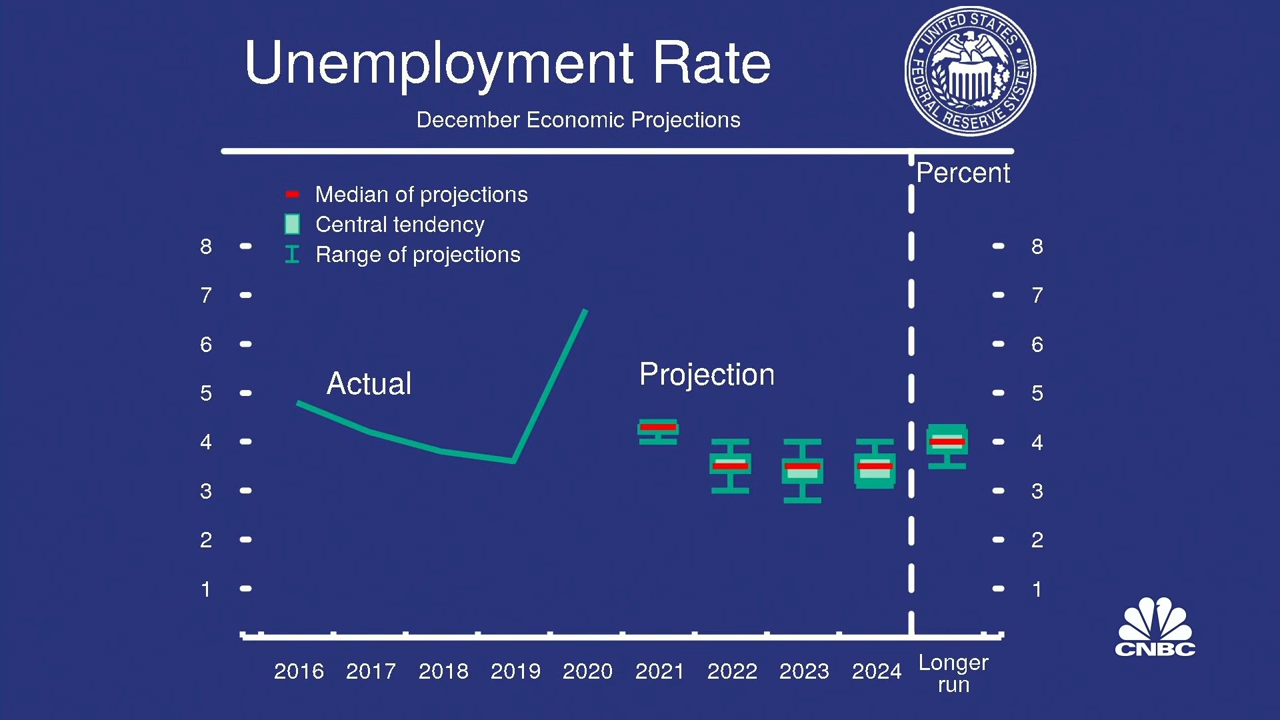 Unemployment Rate
December Economic Projections
UNITED STATES
FEDERAL RESERVE SYSTEM
Percent
Median of projections
Central tendency
Range of projections
8 8
7 7
6 6
Actual
Projection
5 5
4 4
3 3
2 2
1 1
2016 2017 2018 2019 2020 2021 2022 2023 2024 Longer
run
CNBC